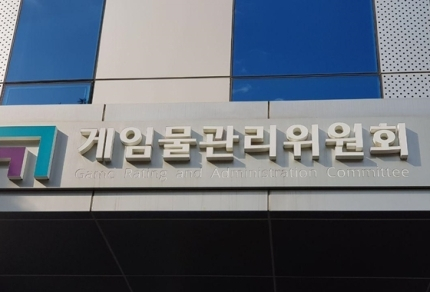 게임물관리위원회
Game Rating and Administration Committee